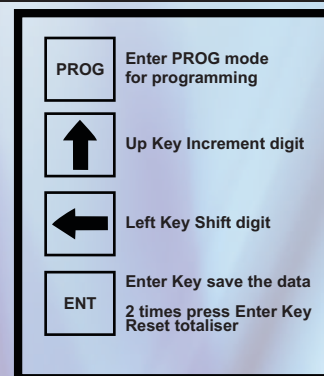 PROG
Enter PROG mode
for programming
Up Key Increment digit
Left Key Shift digit
ENT
Enter Key save the data
2 times press Enter Key
Reset totaliser